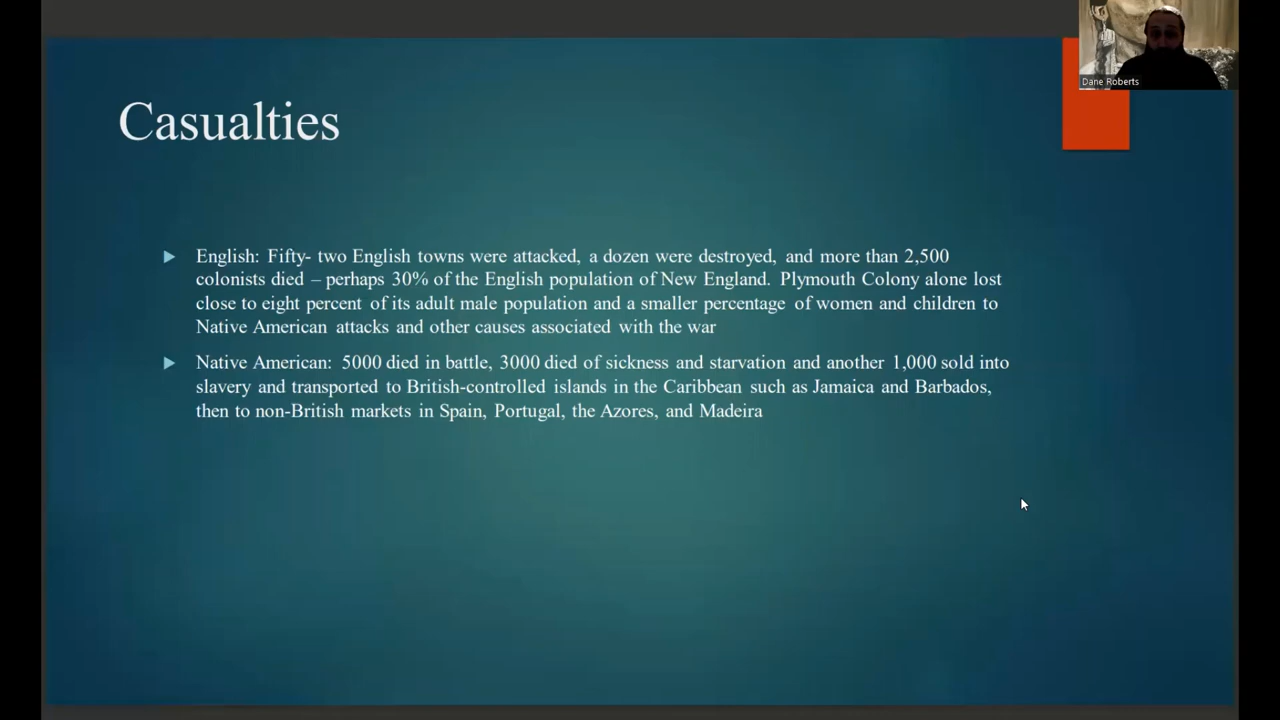 Dane Roberts
Casualties
English: Fifty- two English towns were attacked, a dozen were destroyed, and more than 2,500
colonists died – perhaps 30% of the English population of New England. Plymouth Colony alone lost
close to eight percent of its adult male population and a smaller percentage of women and children to
Native American attacks and other causes associated with the war
Native American: 5000 died in battle, 3000 died of sickness and starvation and another 1,000 sold into
slavery and transported to British-controlled islands in the Caribbean such as Jamaica and Barbados,
then to non-British markets in Spain, Portugal, the Azores, and Madeira